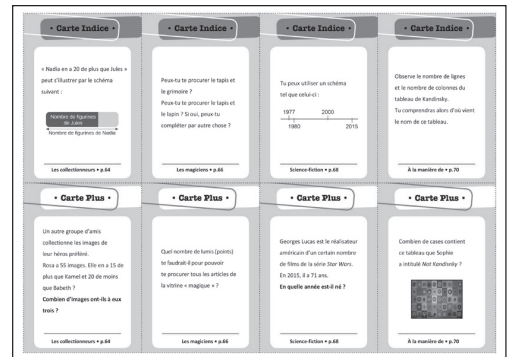 • Carte Indice •
« Nadia en a 20 de plus que Jules »
peut s'illustrer par le schéma
suivant :
Nombre de figurines
de Jules
Nombre de figurines de Nadia
Les collectionneurs • p.64
• Carte Indice •
Peux-tu te procurer le tapis et
le grimoire ?
Peux-tu te procurer le tapis et
le lapin ? Si oui, peux-tu
compléter par autre chose ?
Les magiciens • p.66
• Carte Indice •
Tu peux utiliser un schéma
tel que celui-ci :
1977 2000
1980 2015
Science-fiction • p.68
• Carte Indice •
Observe le nombre de lignes
et le nombre de colonnes du
tableau de Kandinsky.
Tu comprendras alors d'où vient
le nom de ce tableau.
À la manière de • p.70
• Carte Plus •
Un autre groupe d'amis
collectionne les images de
leur héros préféré.
Rosa a 55 images. Elle en a 15 de
plus que Kamel et 20 de moins
que Babeth ?
Combien d'images ont-ils à eux
trois ?
Les collectionneurs • p.64
• Carte Plus •
Quel nombre de lumis (points)
te faudrait-il pour pouvoir
te procurer tous les articles de
la vitrine « magique » ?
Les magiciens • p.66
• Carte Plus •
Georges Lucas est le réalisateur
américain d'un certain nombre
de films de la série Star Wars.
En 2015, il a 71 ans.
En quelle année est-il né ?
Science-fiction • p.68
• Carte Plus •
Combien de cases contient
ce tableau que Sophie
a intitulé Not Kandinsky ?
À la manière de • p.70